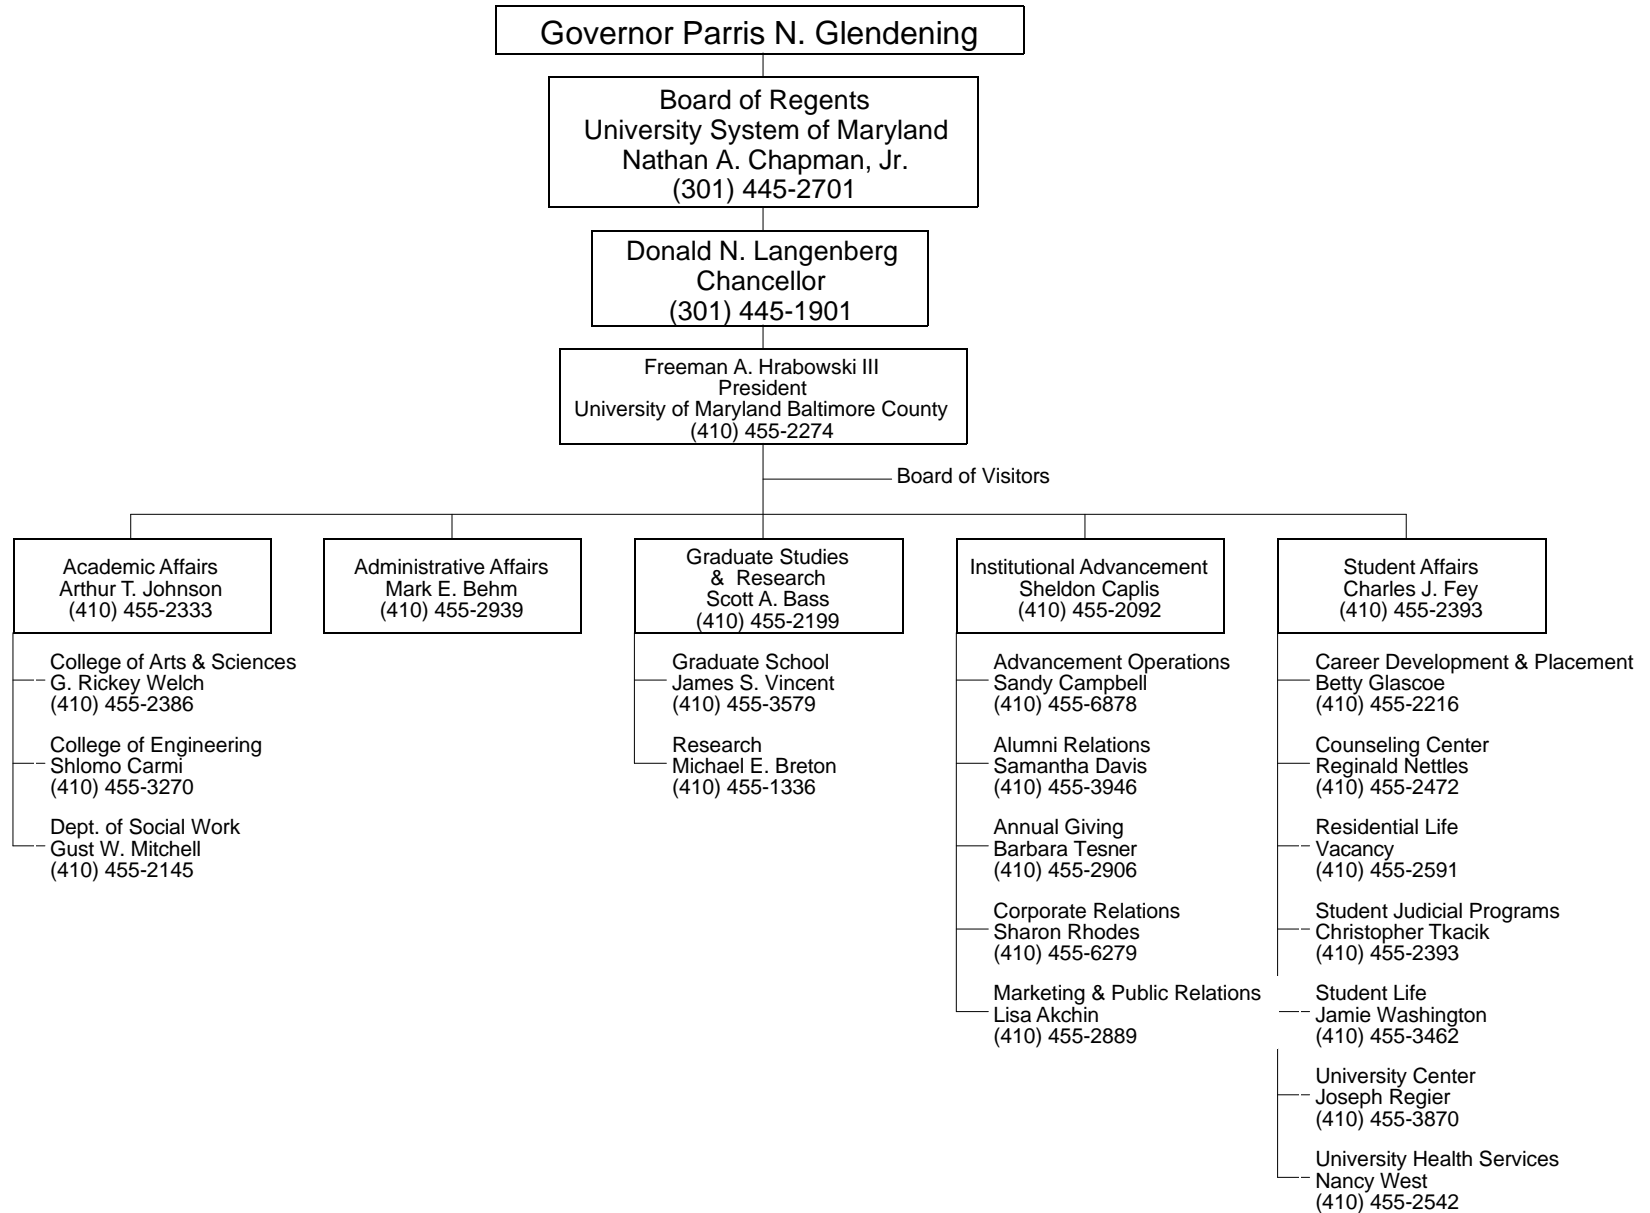 Governor Parris N. Glendening
Board of Regents
University System of Maryland
Nathan A. Chapman, Jr.
(301) 445-2701
Donald N. Langenberg
Chancellor
(301) 445-1901
Freeman A. Hrabowski III
President
University of Maryland Baltimore County
(410) 455-2274
Board of Visitors
Academic Affairs
Arthur T. Johnson
(410) 455-2333
College of Arts & Sciences
G. Rickey Welch
(410) 455-2386
College of Engineering
Shlomo Carmi
(410) 455-3270
Dept. of Social Work
Gust W. Mitchell
(410) 455-2145
Administrative Affairs
Mark E. Behm
(410) 455-2939
Graduate Studies
& Research
Scott A. Bass
(410) 455-2199
Graduate School
James S. Vincent
(410) 455-3579
Research
Michael E. Breton
(410) 455-1336
Institutional Advancement
Sheldon Caplis
(410) 455-2092
Advancement Operations
Sandy Campbell
(410) 455-6878
Alumni Relations
Samantha Davis
(410) 455-3946
Annual Giving
Barbara Tesner
(410) 455-2906
Corporate Relations
Sharon Rhodes
(410) 455-6279
Marketing & Public Relations
Lisa Akchin
(410) 455-2889
Student Affairs
Charles J. Fey
(410) 455-2393
Career Development & Placement
Betty Glascoe
(410) 455-2216
Counseling Center
Reginald Nettles
(410) 455-2472
Residential Life
Vacancy
(410) 455-2591
Student Judicial Programs
Christopher Tkacik
(410) 455-2393
Student Life
Jamie Washington
(410) 455-3462
University Center
Joseph Regier
(410) 455-3870
University Health Services
Nancy West
(410) 455-2542